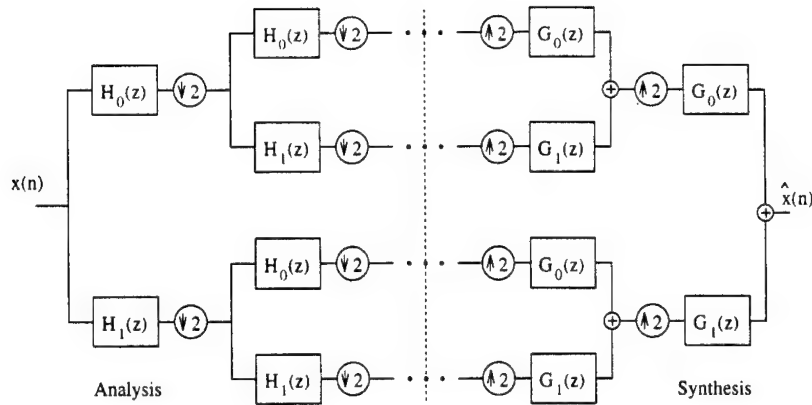 H0(z) ↓2 . . . . ↑2 G0(z)
H0(z) ↓2 + ↑2 G0(z)
H1(z) ↓2 . . . . ↑2 G1(z)
x(n) + x̂(n)
H0(z) ↓2 . . . . ↑2 G0(z)
H1(z) ↓2 + ↑2 G1(z)
H1(z) ↓2 . . . . ↑2 G1(z)
Analysis Synthesis